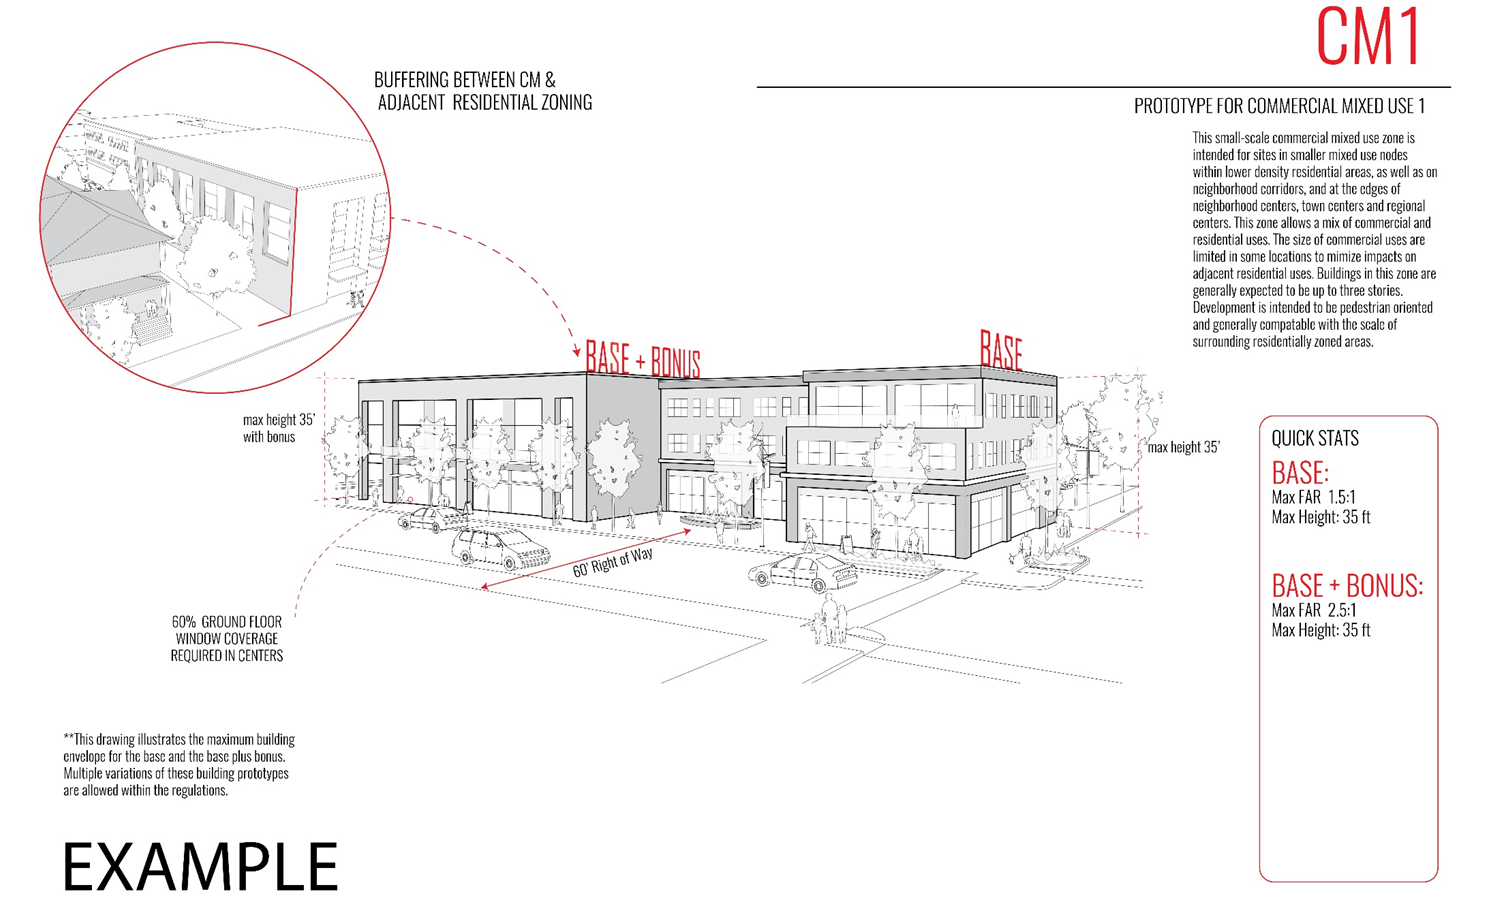 CM1
PROTOTYPE FOR COMMERCIAL MIXED USE 1
This small-scale commercial mixed use zone is
intended for sites in smaller mixed use nodes
within lower density residential areas, as well as on
neighborhood corridors, and at the edges of
neighborhood centers, town centers and regional
centers. This zone allows a mix of commercial and
residential uses. The size of commercial uses are
limited in some locations to mimize impacts on
adjacent residential uses. Buildings in this zone are
generally expected to be up to three stories.
Development is intended to be pedestrian oriented
and generally compatable with the scale of
surrounding residentially zoned areas.
BUFFERING BETWEEN CM &
ADJACENT RESIDENTIAL ZONING
BASE + BONUS
BASE
max height 35'
with bonus
max height 35'
60' Right of Way
60% GROUND FLOOR
WINDOW COVERAGE
REQUIRED IN CENTERS
QUICK STATS
BASE:
Max FAR 1.5:1
Max Height: 35 ft
BASE + BONUS:
Max FAR 2.5:1
Max Height: 35 ft
**This drawing illustrates the maximum building
envelope for the base and the base plus bonus.
Multiple variations of these building prototypes
are allowed within the regulations.
EXAMPLE